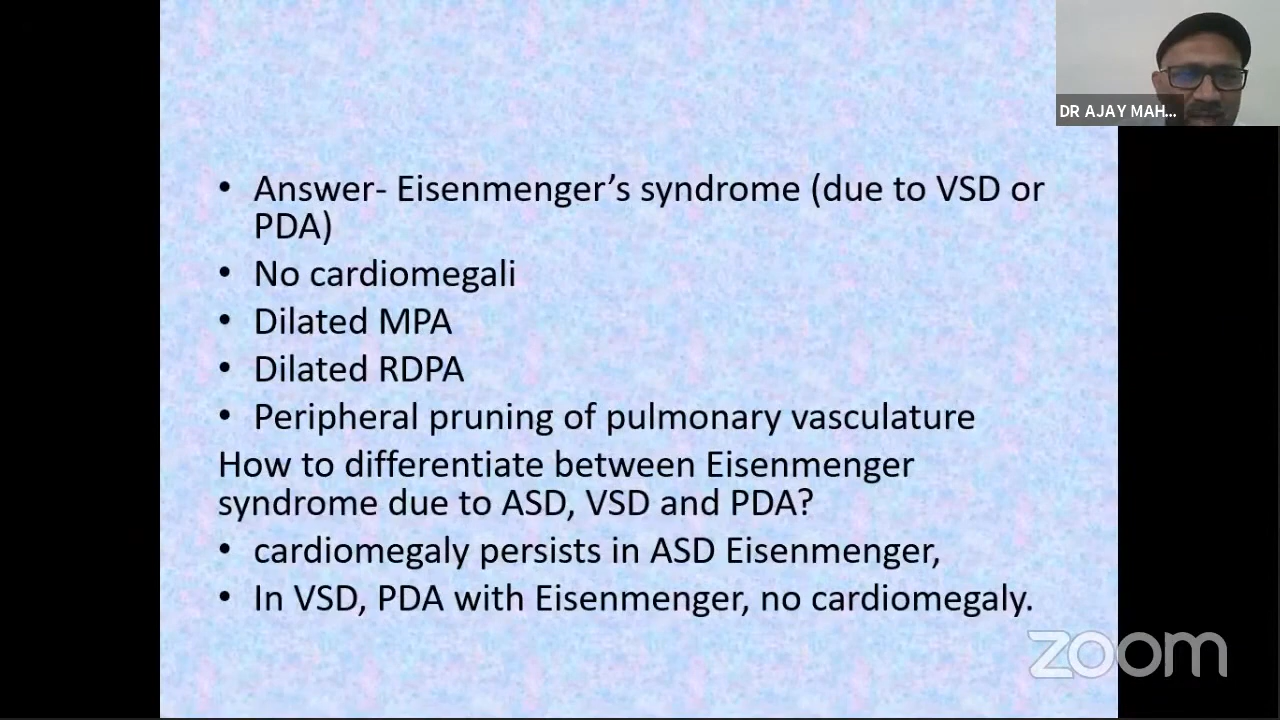 DR AJAY MAH...
• Answer- Eisenmenger’s syndrome (due to VSD or
PDA)
• No cardiomegali
• Dilated MPA
• Dilated RDPA
• Peripheral pruning of pulmonary vasculature
How to differentiate between Eisenmenger
syndrome due to ASD, VSD and PDA?
• cardiomegaly persists in ASD Eisenmenger,
• In VSD, PDA with Eisenmenger, no cardiomegaly.
zoom